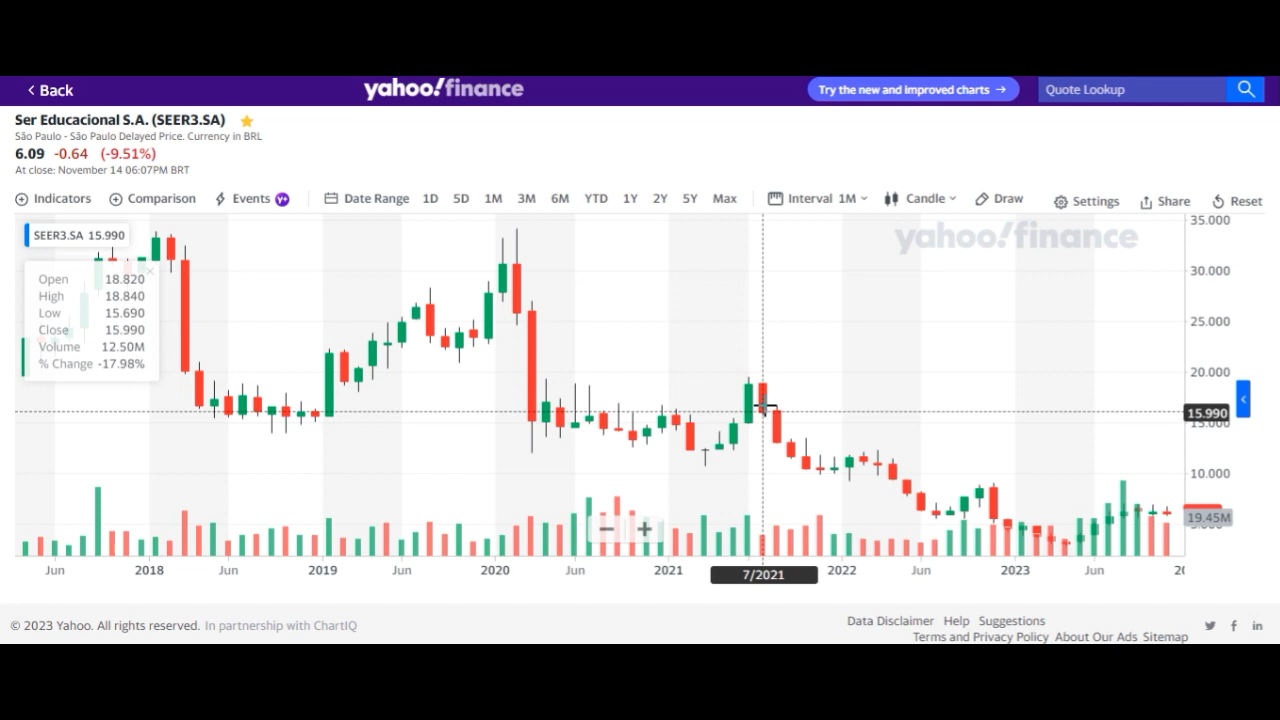 < Back
yahoo!finance
Try the new and improved charts →
Quote Lookup
Ser Educacional S.A. (SEER3.SA)
São Paulo - São Paulo Delayed Price. Currency in BRL
6.09 -0.64 (-9.51%)
At close: November 14 06:07PM BRT
Indicators Comparison Events Y+ Date Range 1D 5D 1M 3M 6M YTD 1Y 2Y 5Y Max Interval 1M Candle Draw Settings Share Reset
SEER3.SA 15.990
yahoo!finance
Open 18.820
High 18.840
Low 15.690
Close 15.990
Volume 12.50M
% Change -17.98%
35.000
30.000
25.000
20.000
15.990
15.000
10.000
19.45M
Jun 2018 Jun 2019 Jun 2020 Jun 2021 7/2021 2022 Jun 2023 Jun
© 2023 Yahoo. All rights reserved. In partnership with ChartIQ
Data Disclaimer Help Suggestions
Terms and Privacy Policy About Our Ads Sitemap